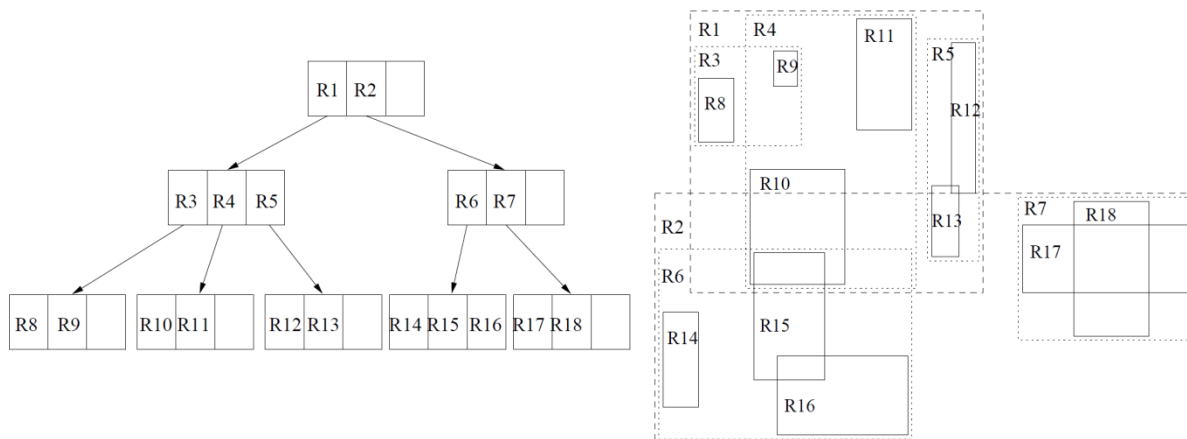 R1 R2
R3 R4 R5
R6 R7
R8 R9
R10 R11
R12 R13
R14 R15 R16
R17 R18
R1
R4
R11
R3
R9
R5
R8
R12
R10
R2
R13
R7
R18
R17
R6
R15
R14
R16